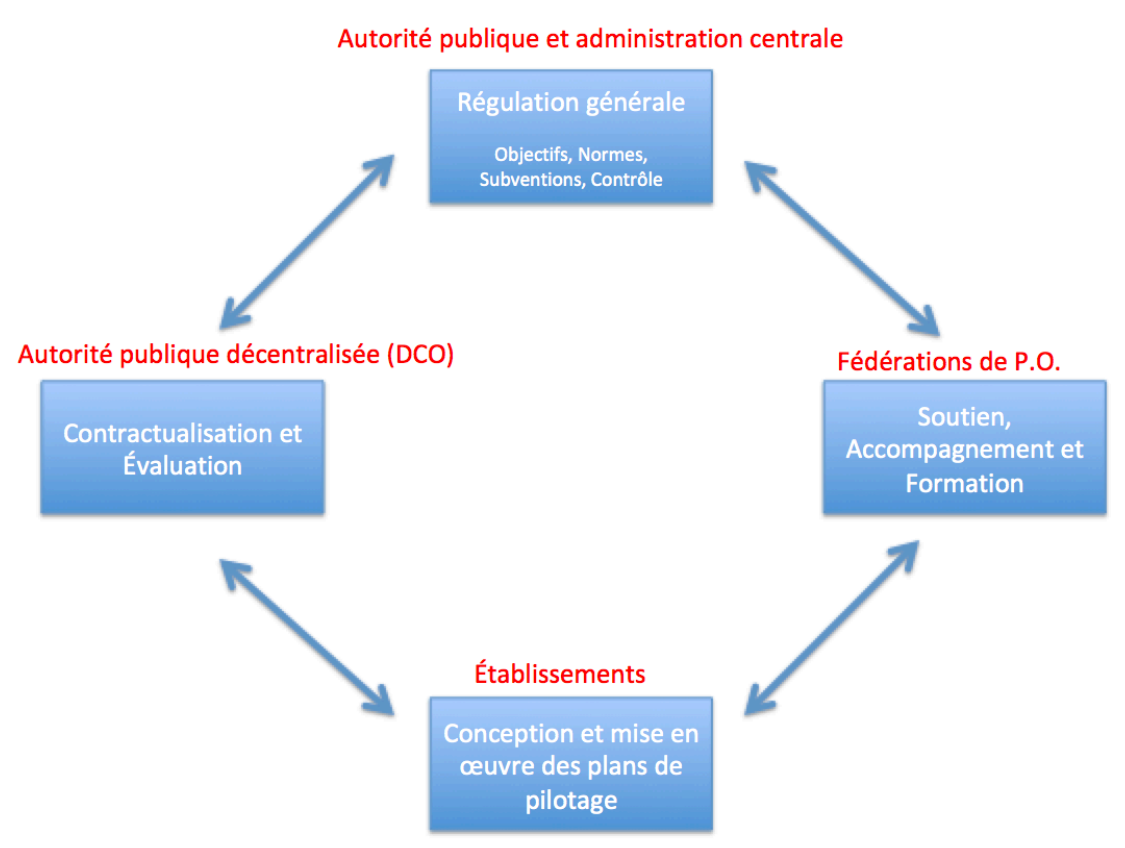 Autorité publique et administration centrale
Régulation générale
Objectifs, Normes,
Subventions, Contrôle
Autorité publique décentralisée (DCO)
Contractualisation et
Évaluation
Fédérations de P.O.
Soutien,
Accompagnement et
Formation
Établissements
Conception et mise en
œuvre des plans de
pilotage